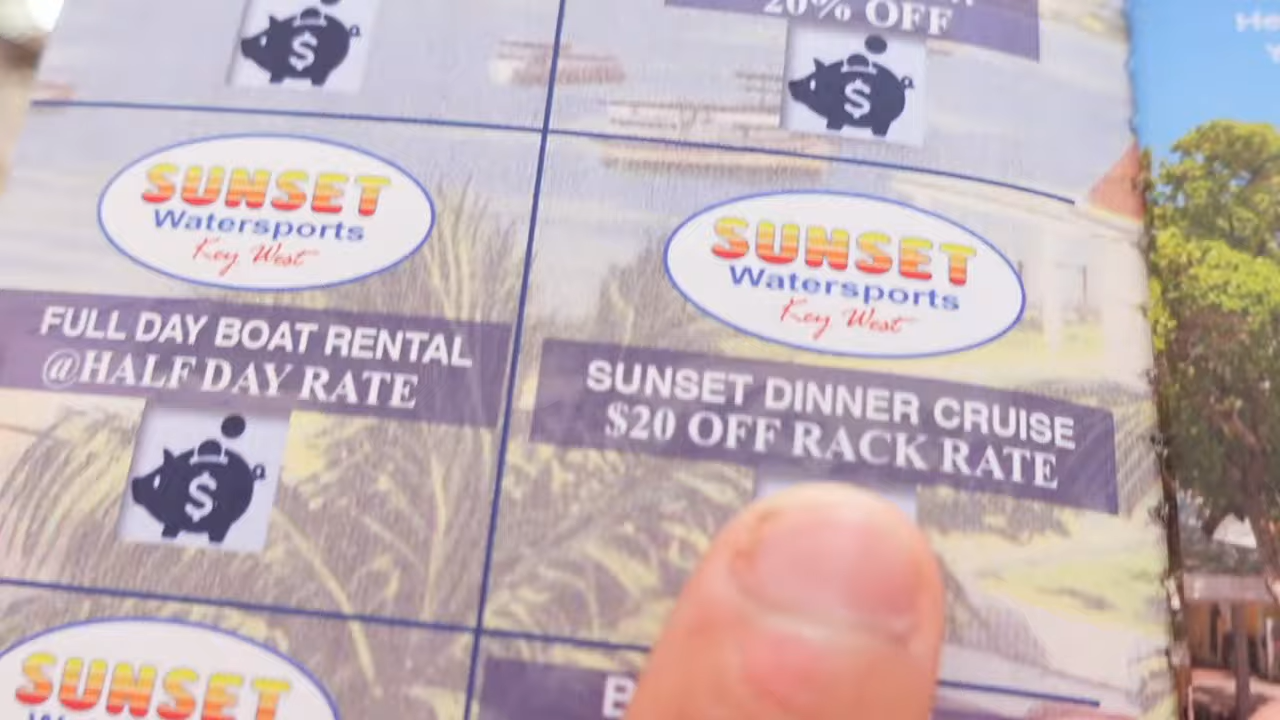 20% OFF
$
$
SUNSET
Watersports
Key West
FULL DAY BOAT RENTAL
@HALF DAY RATE
$
SUNSET
Watersports
Key West
SUNSET DINNER CRUISE
$20 OFF RACK RATE
SUNSET